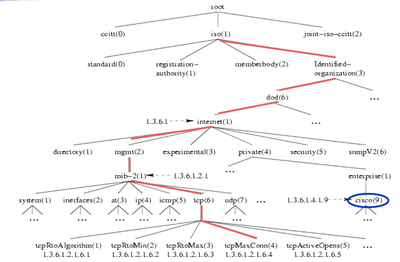 root
ccitt(0) iso(1) joint-iso-ccitt(2)
standard(0) registration- memberbody(2) Identified-
authority(1) organization(3)
dod(6) ...
1.3.6.1 internet(1) ...
directory(1) mgmt(2) experimental(3) private(4) security(5) snmpV2(6)
...
mib-2(1) 1.3.6.1.2.1 enterprise(1)
system(1) inerfaces(2) at(3) ip(4) icmp(5) tcp(6) udp(7) ... 1.3.6.1.4.1.9 cisco(9)
... ... ... ... ... ... ...
tcpRtoAlgorithm(1) tcpRtoMin(2) tcpRtoMax(3) tcpMaxConn(4) tcpActiveOpens(5) ...
1.3.6.1.2.1.6.1 1.3.6.1.2.1.6.2 1.3.6.1.2.1.6.3 1.3.6.1.2.1.6.4 1.3.6.1.2.1.6.5